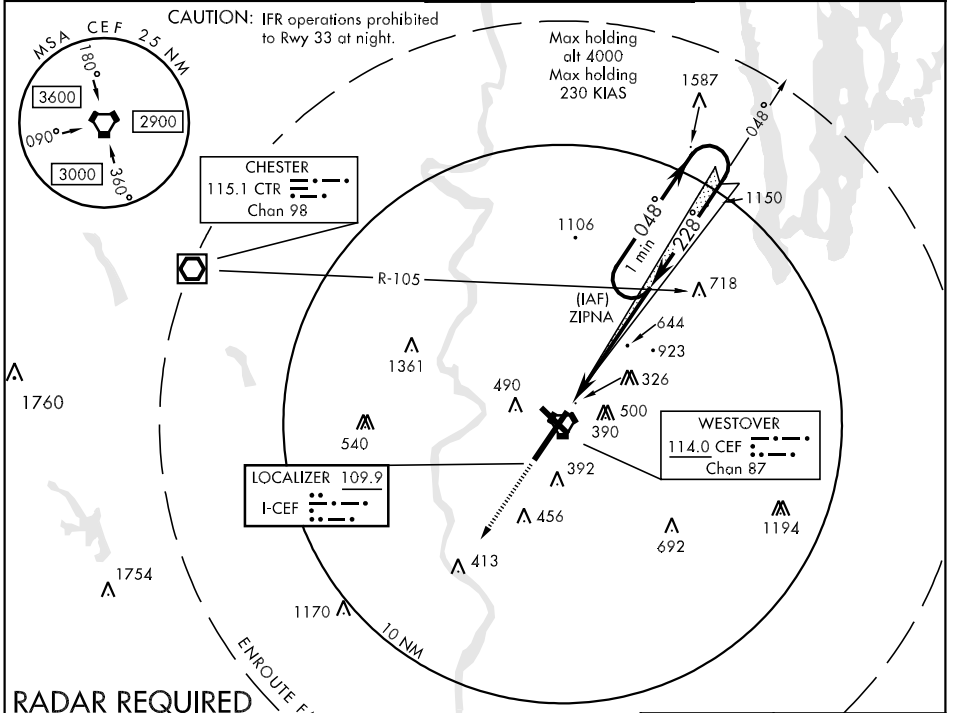 CAUTION: IFR operations prohibited
to Rwy 33 at night.
MSA CEF 25 NM
180°
3600
2900
090°
3000
360°
Max holding
alt 4000
Max holding
230 KIAS
1587
048°
CHESTER
115.1 CTR
Chan 98
1150
1106
048°
1 min
228°
R-105
718
(IAF)
ZIPNA
644
923
1361
326
1760
490
500
540
390
WESTOVER
114.0 CEF
Chan 87
LOCALIZER 109.9
I-CEF
392
456
1194
692
413
1754
1170
10 NM
ENROUTE
RADAR REQUIRED